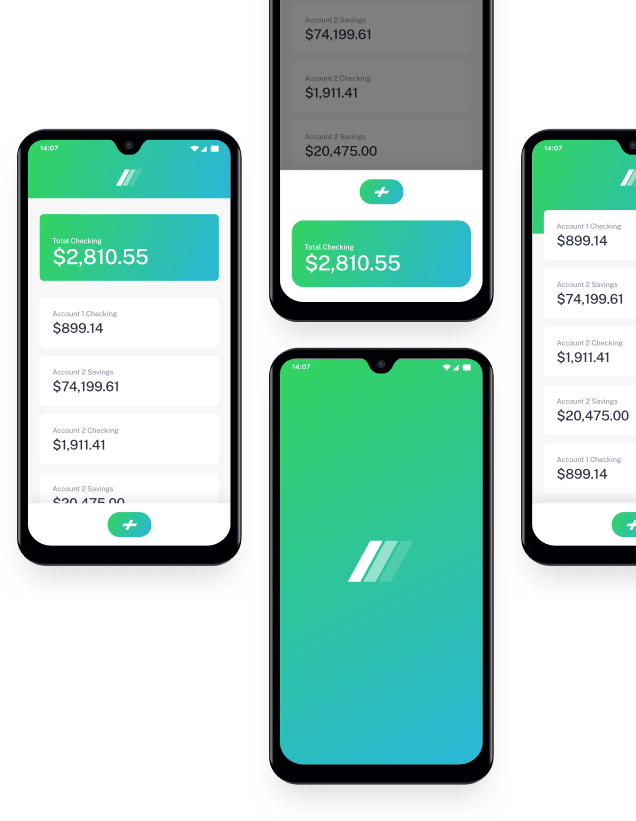 14:07
Total Checking
$2,810.55
Account 1 Checking
$899.14
Account 2 Savings
$74,199.61
Account 2 Checking
$1,911.41
Account 2 Savings
$20,475.00
Account 2 Savings
$74,199.61
Account 2 Checking
$1,911.41
Account 2 Savings
$20,475.00
Total Checking
$2,810.55
14:07
14:07
Account 1 Checking
$899.14
Account 2 Savings
$74,199.61
Account 2 Checking
$1,911.41
Account 2 Savings
$20,475.00
Account 1 Checking
$899.14